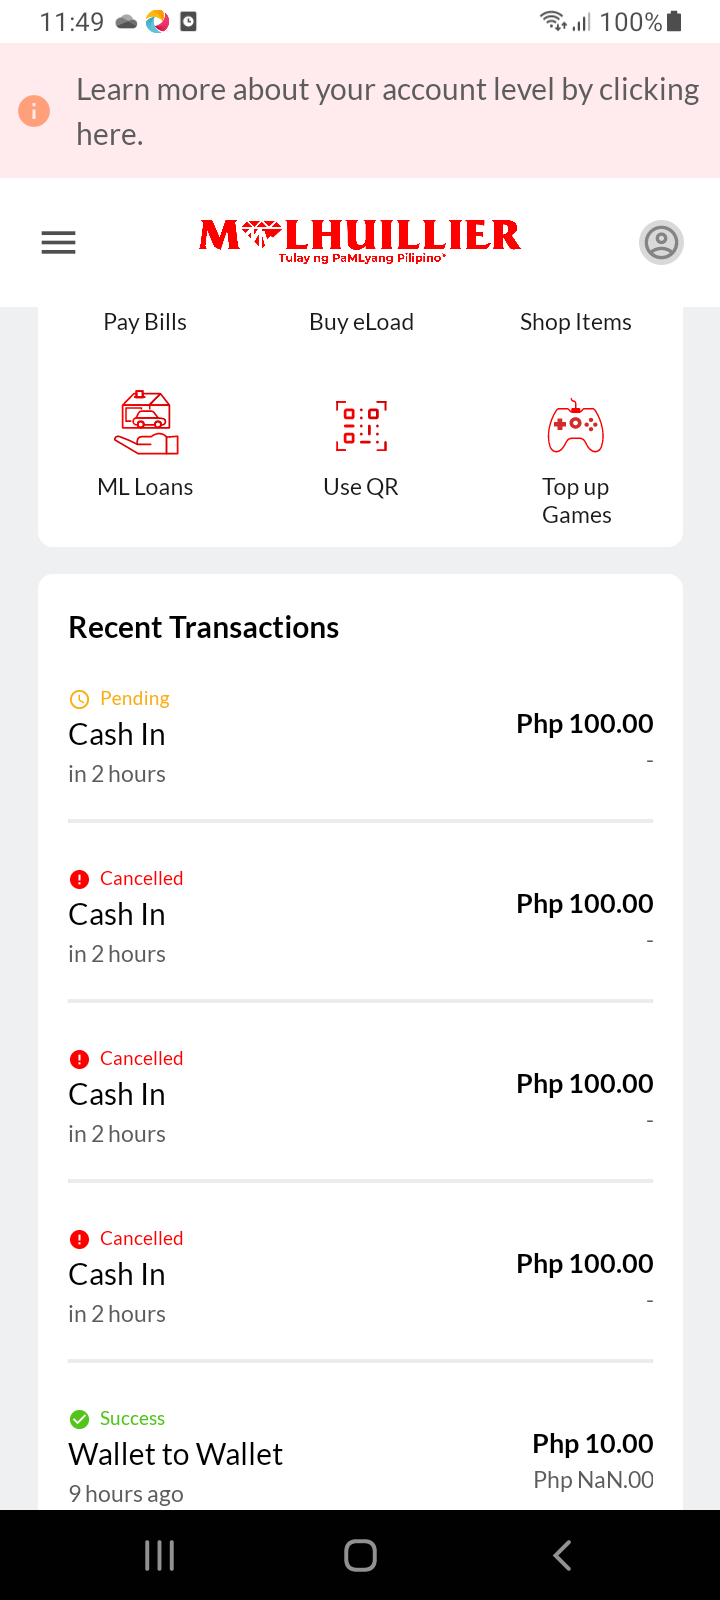 11:49
100%
Learn more about your account level by clicking
here.
M LHUILLIER
Tulay ng PaMLyang Pilipino
Pay Bills
Buy eLoad
Shop Items
ML Loans
Use QR
Top up
Games
Recent Transactions
Pending
Cash In
Php 100.00
-
in 2 hours
Cancelled
Cash In
Php 100.00
-
in 2 hours
Cancelled
Cash In
Php 100.00
-
in 2 hours
Cancelled
Cash In
Php 100.00
-
in 2 hours
Success
Wallet to Wallet
Php 10.00
Php NaN.00
9 hours ago